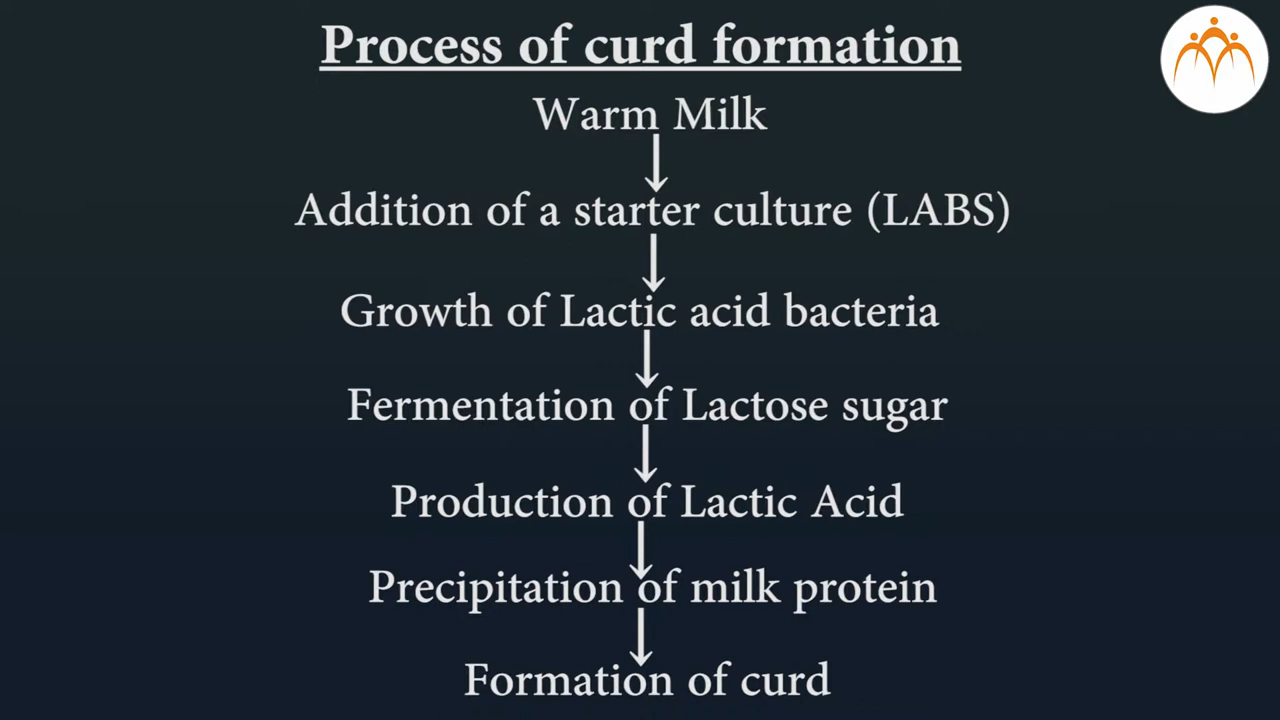 Process of curd formation
Warm Milk
Addition of a starter culture (LABS)
Growth of Lactic acid bacteria
Fermentation of Lactose sugar
Production of Lactic Acid
Precipitation of milk protein
Formation of curd